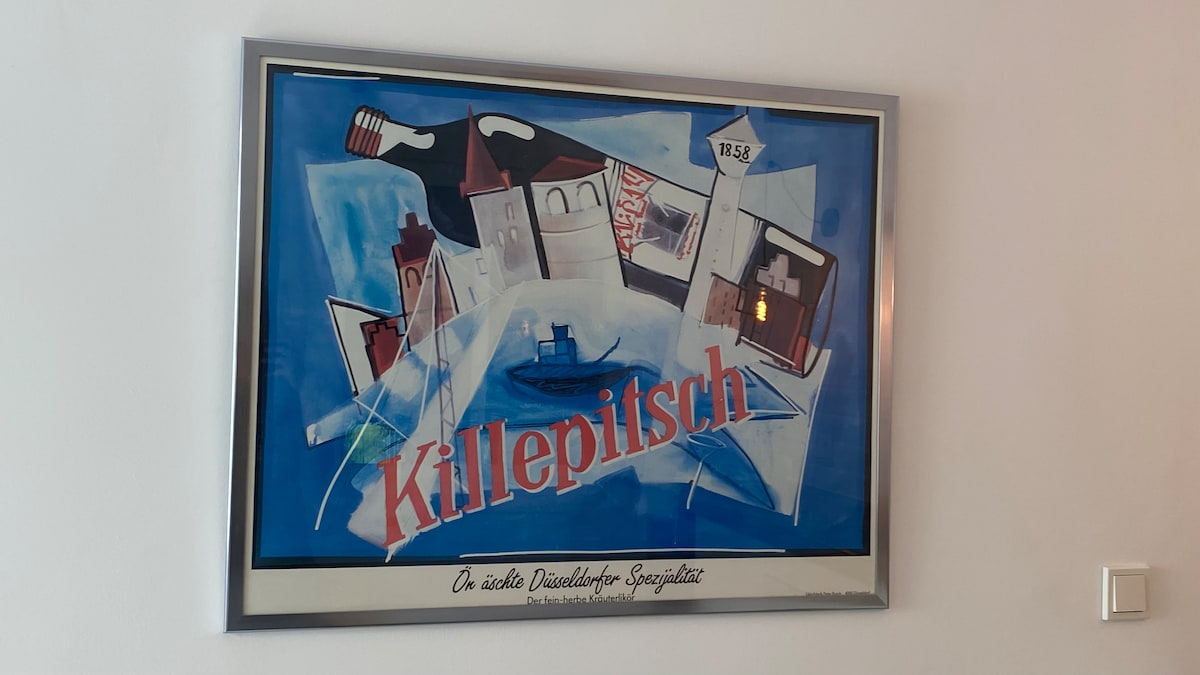 1858
Killepitsch
Ön äschte Düsseldorfer Spezijalität
Der fein-herbe Kräuterlikör